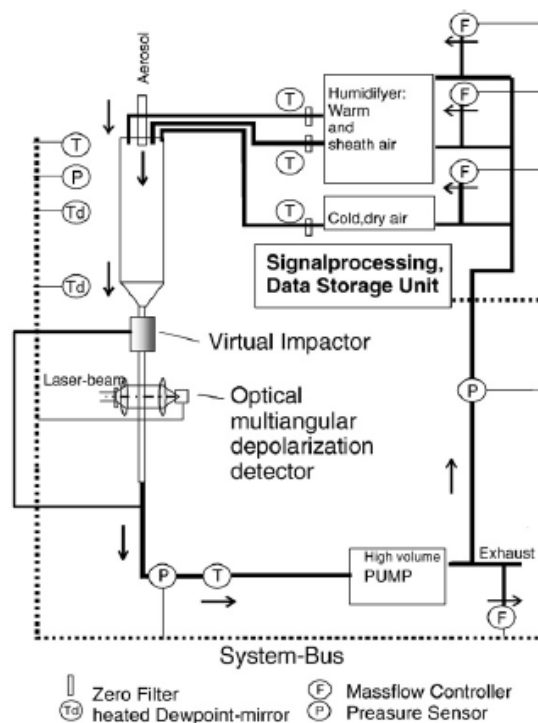 Aerosol
F
T
Humidifyer:
Warm
and
sheath air
F
T
T
P
F
T
Cold,dry air
Td
Signalprocessing,
Data Storage Unit
Td
Virtual Impactor
Laser-beam
Optical
multiangular
depolarization
detector
P
High volume
PUMP
Exhaust
P
T
F
System-Bus
Zero Filter
F
Massflow Controller
Td
heated Dewpoint-mirror
P
Preasure Sensor